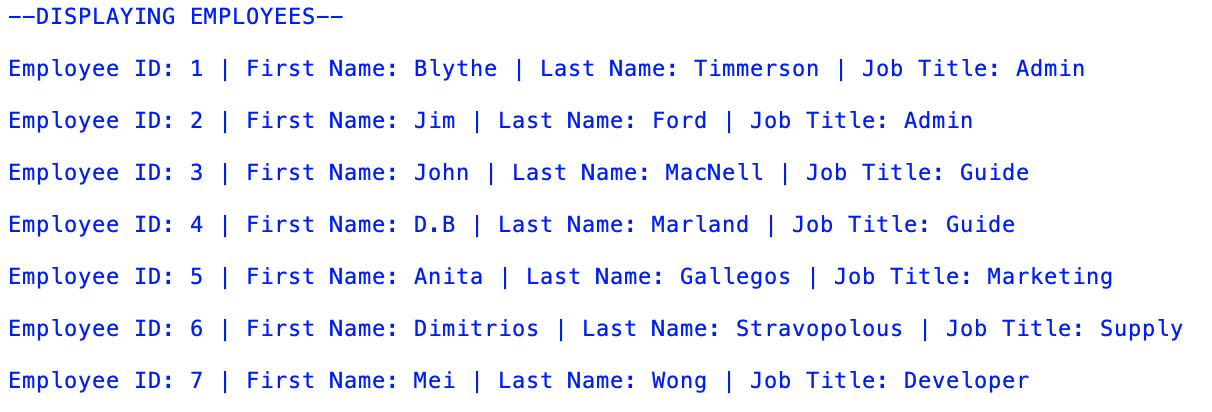 --DISPLAYING EMPLOYEES--
Employee ID: 1 | First Name: Blythe | Last Name: Timmerson | Job Title: Admin
Employee ID: 2 | First Name: Jim | Last Name: Ford | Job Title: Admin
Employee ID: 3 | First Name: John | Last Name: MacNell | Job Title: Guide
Employee ID: 4 | First Name: D.B | Last Name: Marland | Job Title: Guide
Employee ID: 5 | First Name: Anita | Last Name: Gallegos | Job Title: Marketing
Employee ID: 6 | First Name: Dimitrios | Last Name: Stravopolous | Job Title: Supply
Employee ID: 7 | First Name: Mei | Last Name: Wong | Job Title: Developer